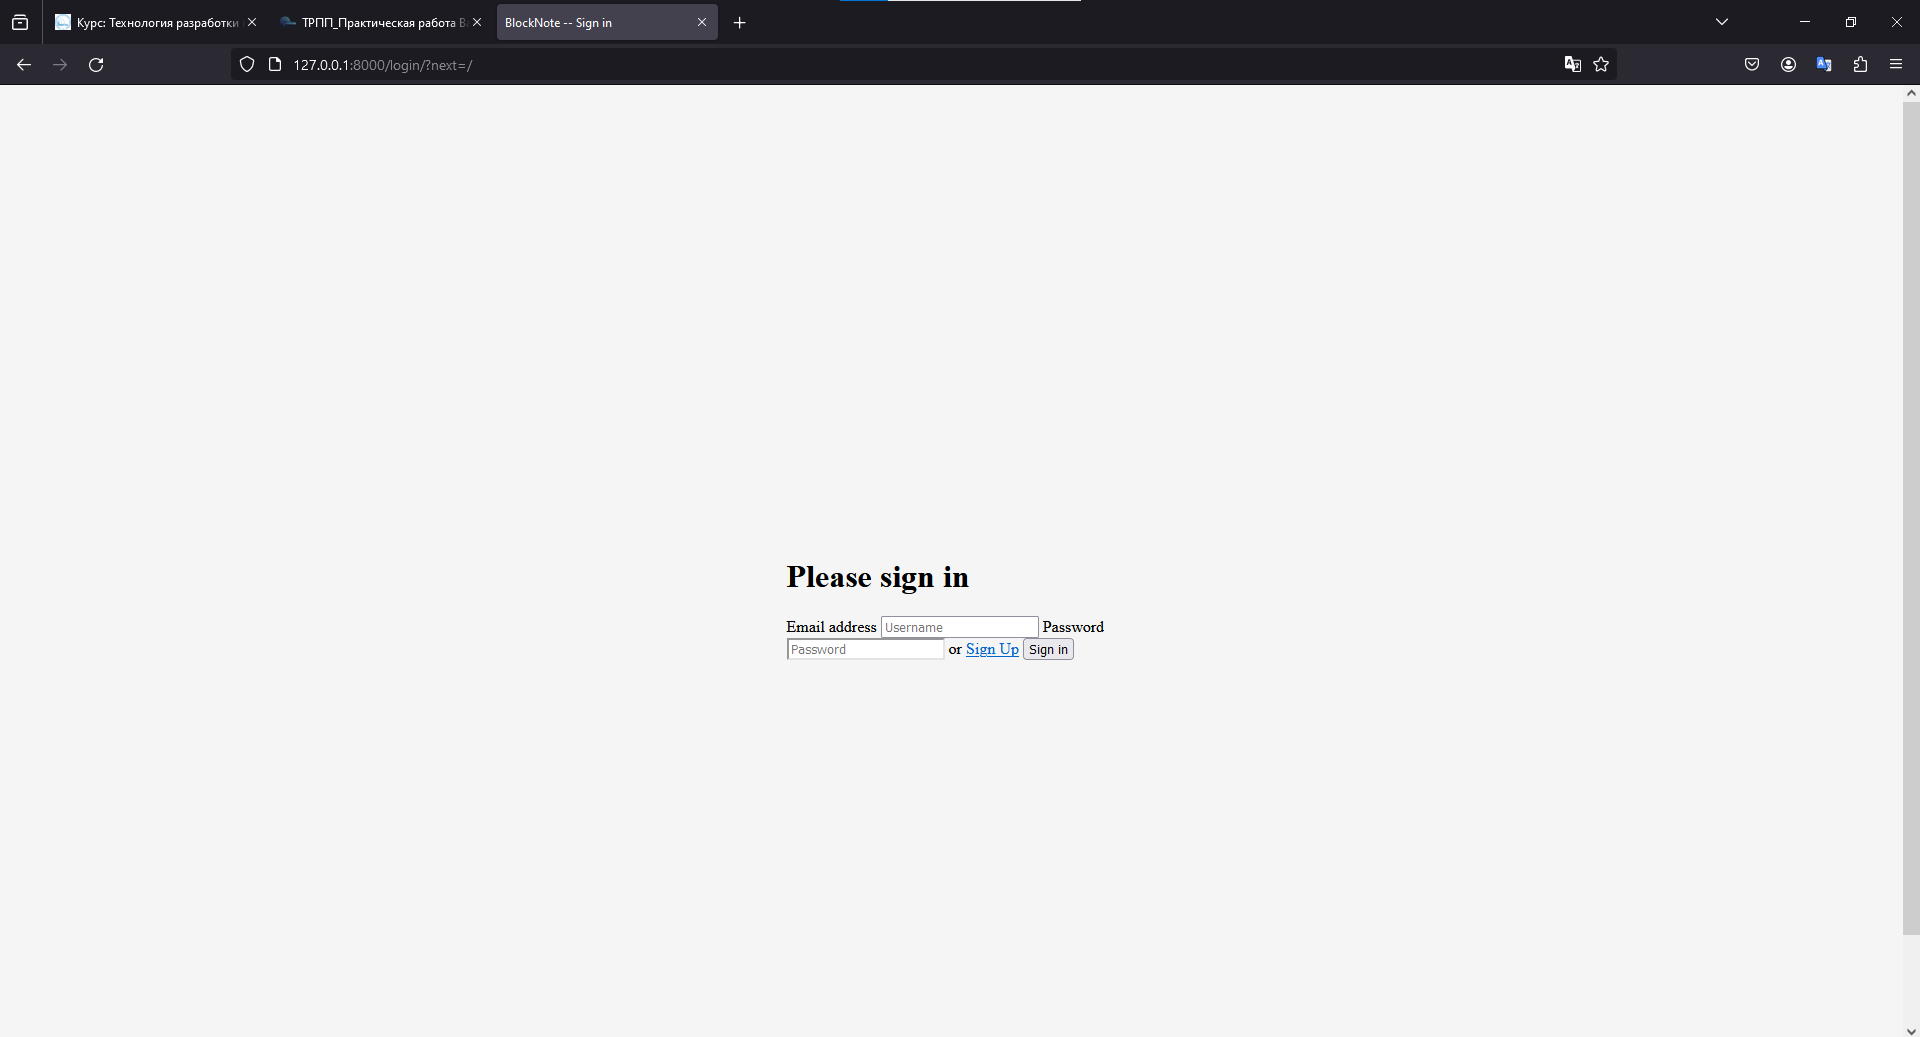 Курс: Технология разработки
ТРПП_Практическая работа В
BlockNote -- Sign in
127.0.0.1:8000/login/?next=/
Please sign in
Email address Username Password
Password or Sign Up Sign in